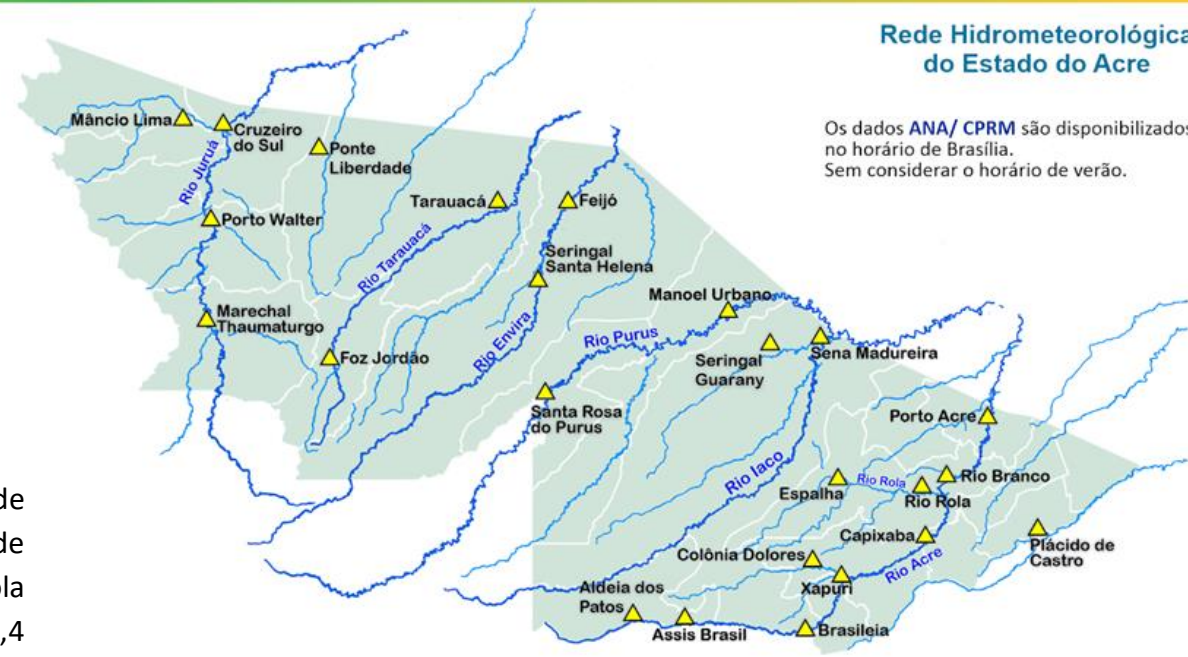 Rede Hidrometeorológica
do Estado do Acre
Os dados ANA/ CPRM são disponibilizados
no horário de Brasília.
Sem considerar o horário de verão.
Mâncio Lima
Cruzeiro
do Sul
Ponte
Liberdade
Rio Juruá
Porto Walter
Tarauacá
Feijó
Rio Tarauacá
Seringal
Santa Helena
Marechal
Thaumaturgo
Foz Jordão
Rio Envira
Manoel Urbano
Rio Purus
Seringal
Guarany
Sena Madureira
Santa Rosa
do Purus
Porto Acre
Rio Iaco
Espalha
Rio Rola
Rio Rola
Rio Branco
Capixaba
Plácido de
Castro
Colônia Dolores
Rio Acre
Xapuri
Aldeia dos
Patos
Assis Brasil
Brasileia
de
de
,4